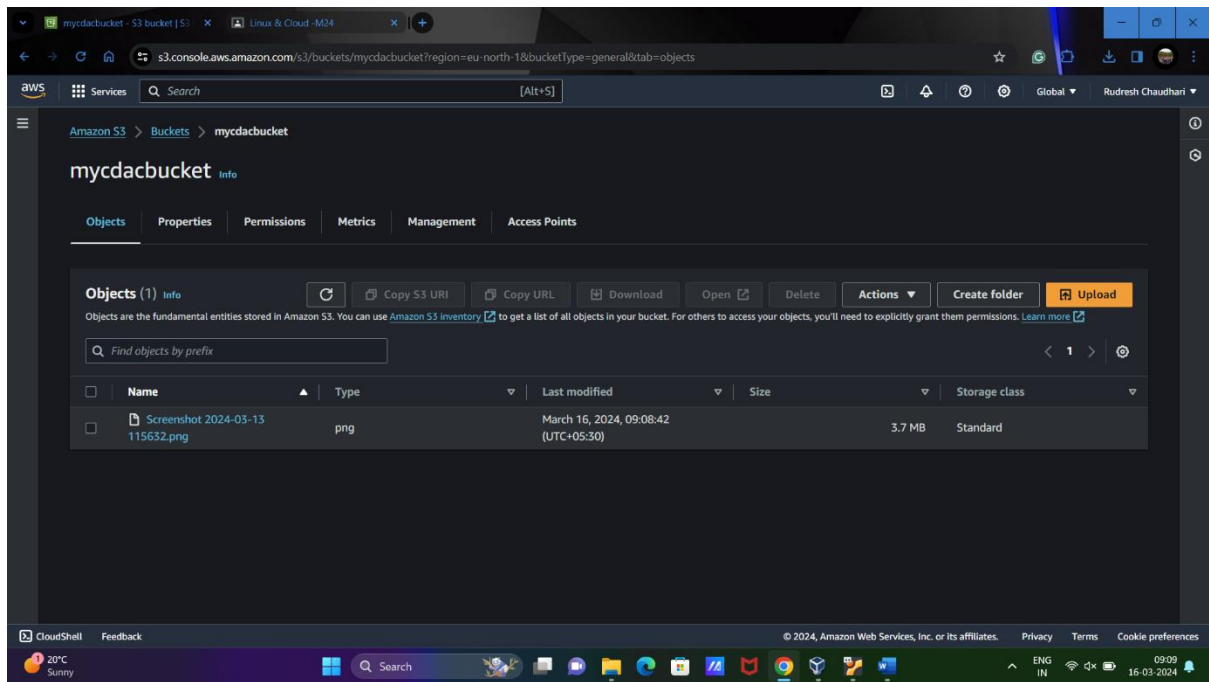 mycdacbucket - S3 bucket | S3
Linux & Cloud -M24
s3.console.aws.amazon.com/s3/buckets/mycdacbucket?region=eu-north-1&bucketType=general&tab=objects
aws
Services
Search
[Alt+S]
Global
Rudresh Chaudhari
Amazon S3 > Buckets > mycdacbucket
mycdacbucket Info
Objects Properties Permissions Metrics Management Access Points
Objects (1) Info
Copy S3 URI Copy URL Download Open Delete Actions Create folder Upload
Objects are the fundamental entities stored in Amazon S3. You can use Amazon S3 inventory to get a list of all objects in your bucket. For others to access your objects, you'll need to explicitly grant them permissions. Learn more
Find objects by prefix
1
Name Type Last modified Size Storage class
Screenshot 2024-03-13
115632.png
png
March 16, 2024, 09:08:42
(UTC+05:30)
3.7 MB
Standard
CloudShell Feedback
© 2024, Amazon Web Services, Inc. or its affiliates. Privacy Terms Cookie preferences
1
20°C
Sunny
Search
ENG
IN
09:09
16-03-2024